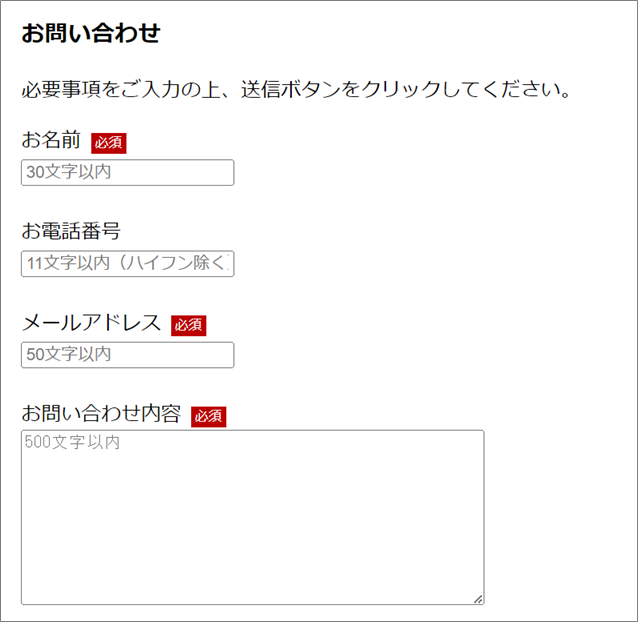 お問い合わせ
必要事項をご入力の上、送信ボタンをクリックしてください。
お名前 必須
30文字以内
お電話番号
11文字以内（ハイフン除く）
メールアドレス 必須
50文字以内
お問い合わせ内容 必須
500文字以内